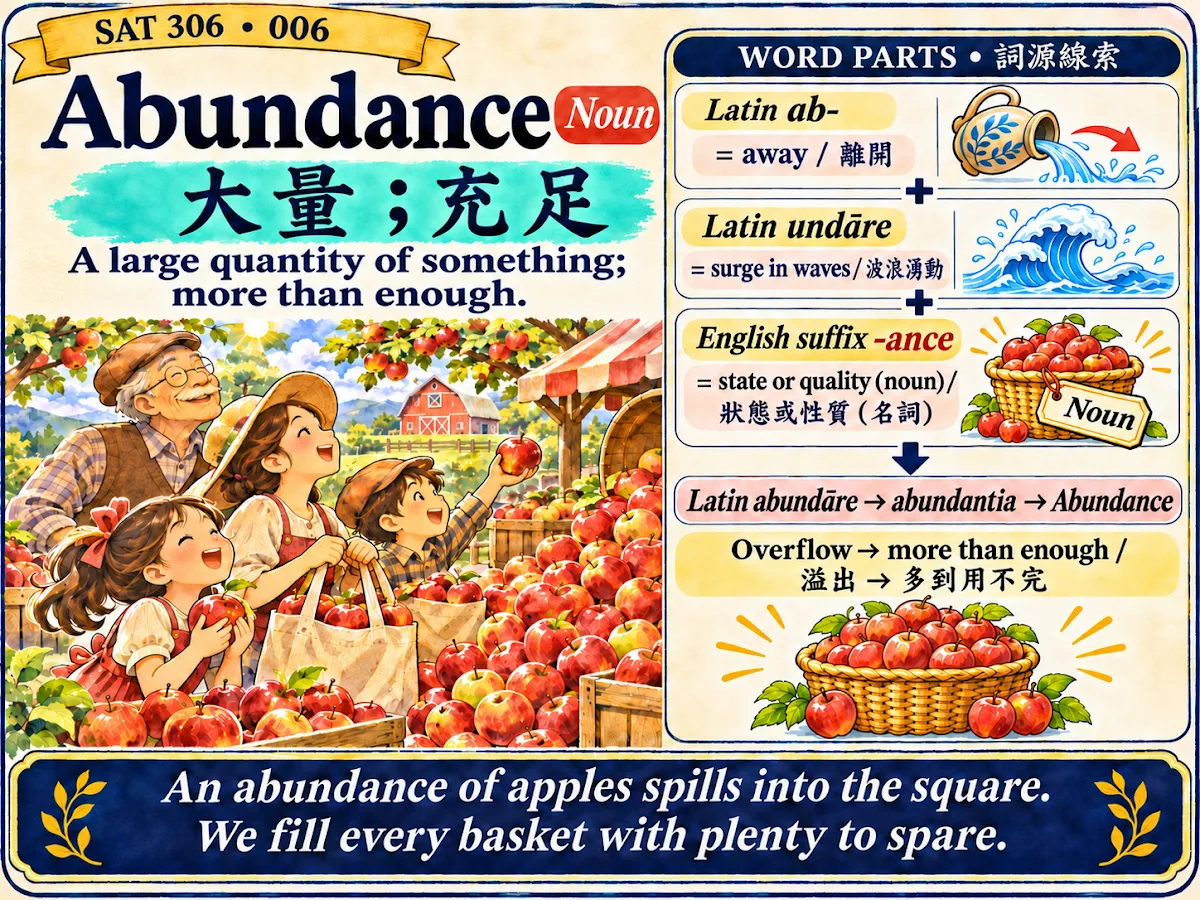 SAT 306 • 006
Abundance Noun
大量；充足
A large quantity of something;
more than enough.
WORD PARTS • 詞源線索
Latin ab-
= away / 離開
+
Latin undāre
= surge in waves / 波浪湧動
+
English suffix -ance
= state or quality (noun) /
狀態或性質 (名詞)
Noun
Latin abundāre → abundantia → Abundance
Overflow → more than enough /
溢出 → 多到用不完
An abundance of apples spills into the square.
We fill every basket with plenty to spare.